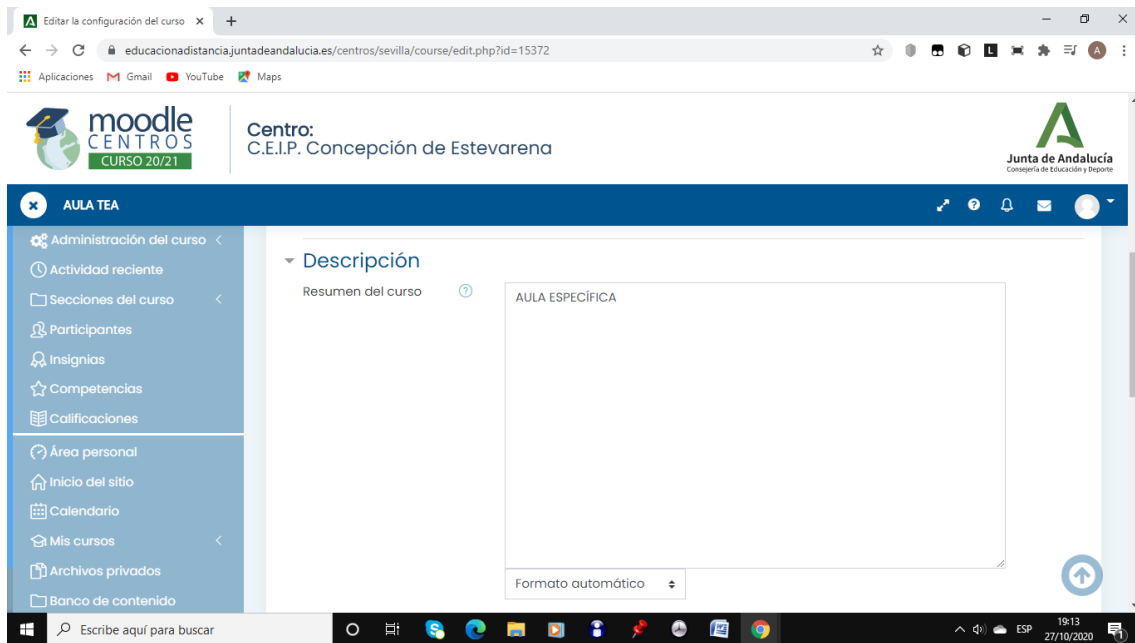 Editar la configuración del curso
educacionadistancia.juntadeandalucia.es/centros/sevilla/course/edit.php?id=15372
L
A
Aplicaciones Gmail YouTube Maps
moodle
CENTROS
CURSO 20/21
Centro:
C.E.I.P. Concepción de Estevarena
Junta de Andalucía
Consejería de Educación y Deporte
AULA TEA
Administración del curso
Actividad reciente
Secciones del curso
Participantes
Insignias
Competencias
Calificaciones
Área personal
Inicio del sitio
Calendario
Mis cursos
Archivos privados
Banco de contenido
Descripción
Resumen del curso
AULA ESPECÍFICA
Formato automático
Escribe aquí para buscar
ESP
19:13
27/10/2020